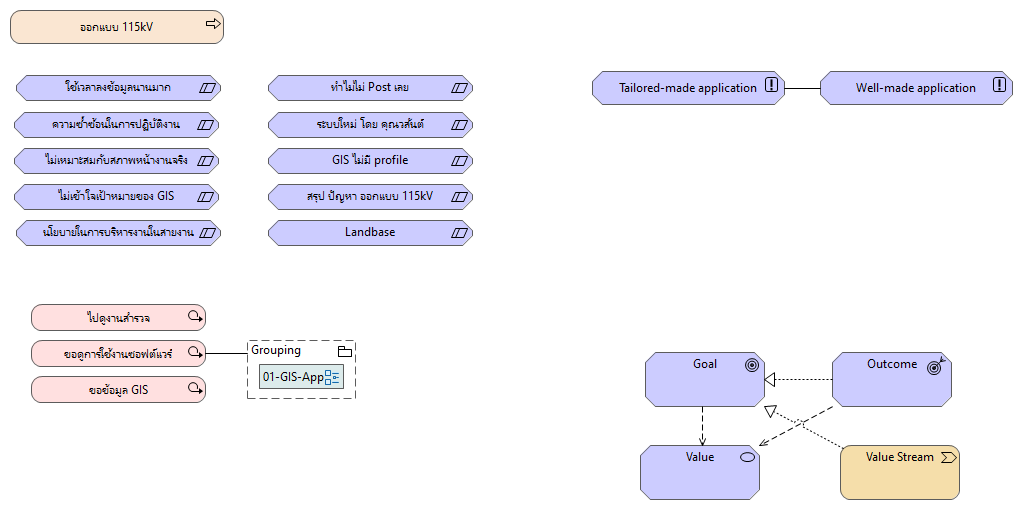 ออกแบบ 115kV
ใช้เวลาลงข้อมูลนานมาก
ทำไมไม่ Post เลย
Tailored-made application
Well-made application
ความซ้ำซ้อนในการปฏิบัติงาน
ระบบใหม่ โดย คุณวสันต์
ไม่เหมาะสมกับสภาพหน้างานจริง
GIS ไม่มี profile
ไม่เข้าใจเป้าหมายของ GIS
สรุป ปัญหา ออกแบบ 115kV
นโยบายในการบริหารงานในสายงาน
Landbase
ไปดูงานสำรวจ
ขอดูการใช้งานซอฟต์แวร์
Grouping
01-GIS-App
ขอข้อมูล GIS
Goal
Outcome
Value
Value Stream